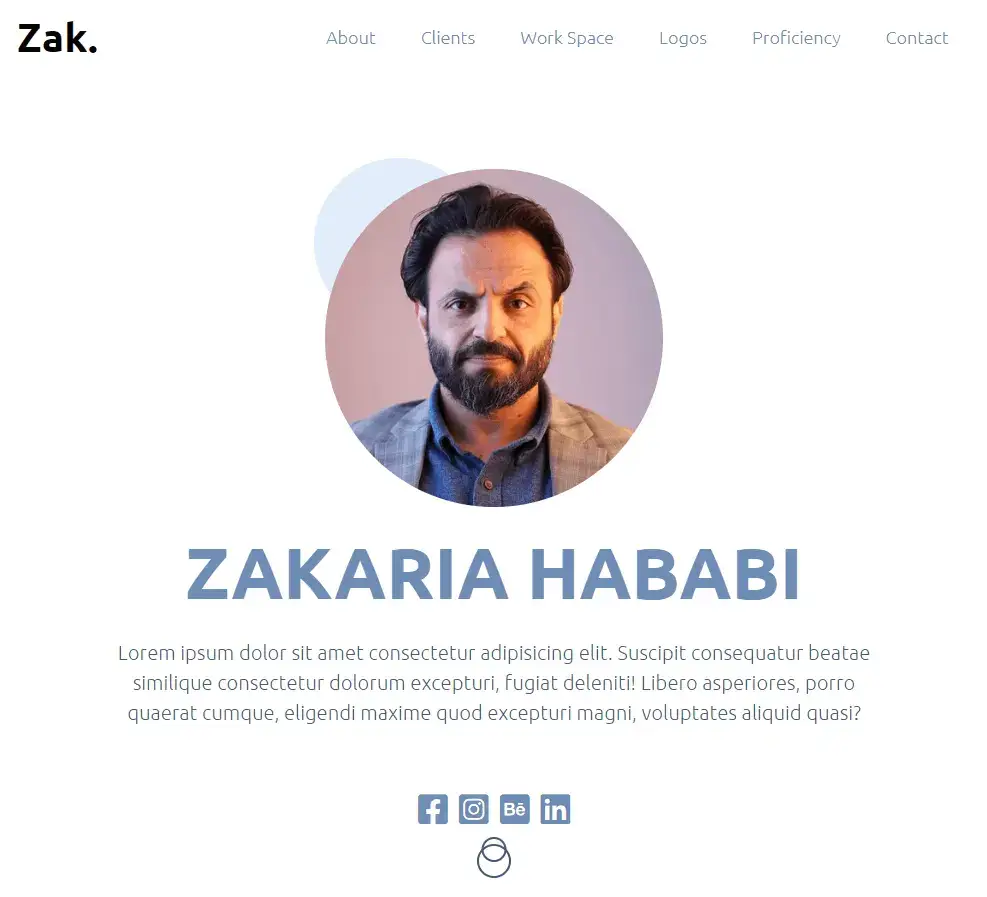 Zak.
About Clients Work Space Logos Proficiency Contact
ZAKARIA HABABI
Lorem ipsum dolor sit amet consectetur adipisicing elit. Suscipit consequatur beatae
similique consectetur dolorum excepturi, fugiat deleniti! Libero asperiores, porro
quaerat cumque, eligendi maxime quod excepturi magni, voluptates aliquid quasi?
f Bē in